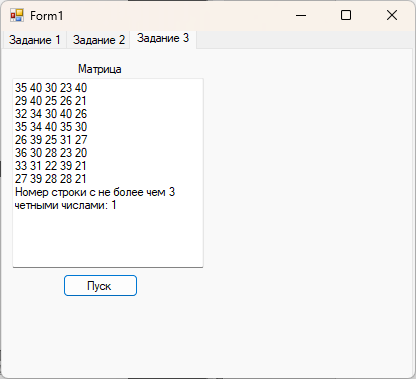 Form1
Задание 1 Задание 2 Задание 3
Матрица
35 40 30 23 40
29 40 25 26 21
32 34 30 40 26
35 34 40 35 30
26 39 25 31 27
36 30 28 23 20
33 31 22 39 21
27 39 28 28 21
Номер строки с не более чем 3
четными числами: 1
Пуск